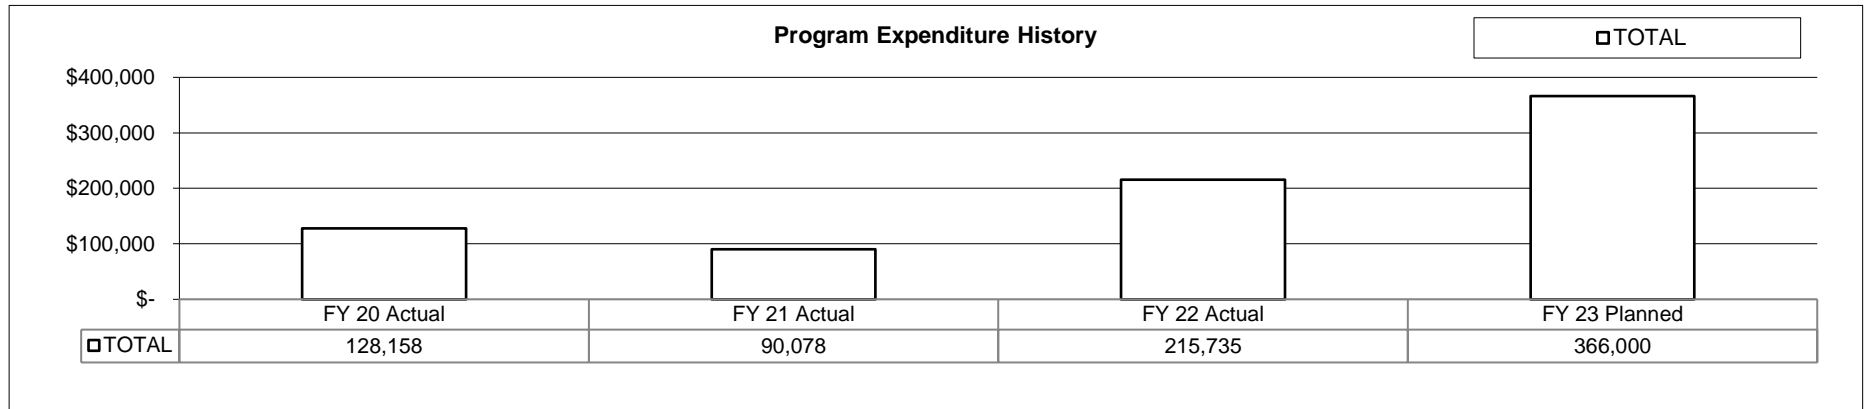 Program Expenditure History
TOTAL
$400,000
$300,000
$200,000
$100,000
$-
FY 20 Actual FY 21 Actual FY 22 Actual FY 23 Planned
TOTAL 128,158 90,078 215,735 366,000